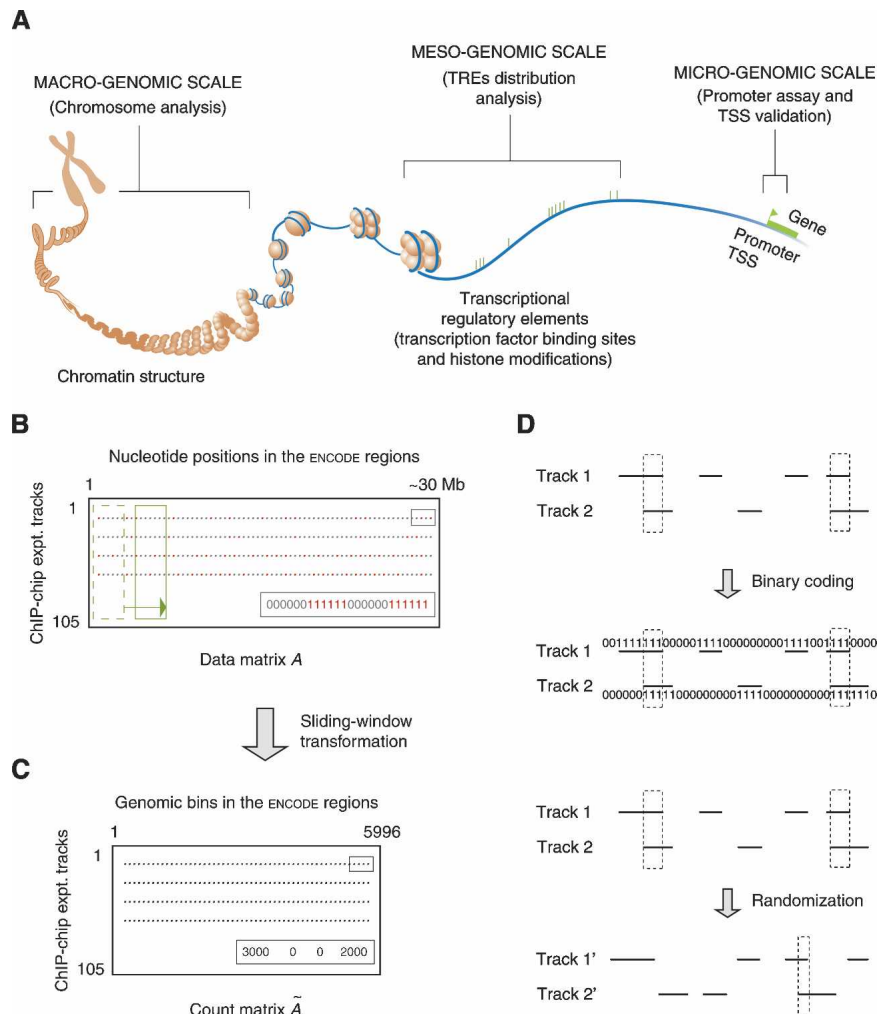 A
MACRO-GENOMIC SCALE
(Chromosome analysis)
MESO-GENOMIC SCALE
(TREs distribution
analysis)
MICRO-GENOMIC SCALE
(Promoter assay and
TSS validation)
Gene
Promoter
TSS
Transcriptional
regulatory elements
(transcription factor binding sites
and histone modifications)
Chromatin structure
B
Nucleotide positions in the ENCODE regions
1
~30 Mb
1
ChIP-chip expt. tracks
105
000000111111000000111111
Data matrix A
Sliding-window
transformation
C
Genomic bins in the ENCODE regions
1
5996
1
ChIP-chip expt. tracks
105
3000 0 0 2000
Count matrix Ã
D
Track 1
Track 2
Binary coding
Track 1
Track 2
Track 1
Track 2
Randomization
Track 1'
Track 2'